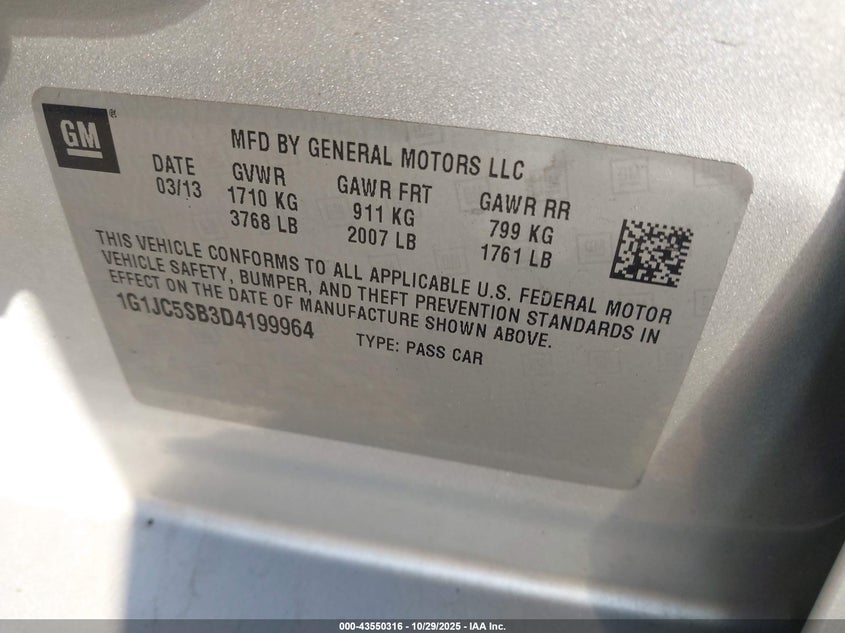 GM
MFD BY GENERAL MOTORS LLC
DATE GVWR GAWR FRT GAWR RR
03/13 1710 KG 911 KG 799 KG
3768 LB 2007 LB 1761 LB
THIS VEHICLE CONFORMS TO ALL APPLICABLE U.S. FEDERAL MOTOR
VEHICLE SAFETY, BUMPER, AND THEFT PREVENTION STANDARDS IN
EFFECT ON THE DATE OF MANUFACTURE SHOWN ABOVE.
1G1JC5SB3D4199964 TYPE: PASS CAR
000-43550316 - 10/29/2025 - IAA Inc.